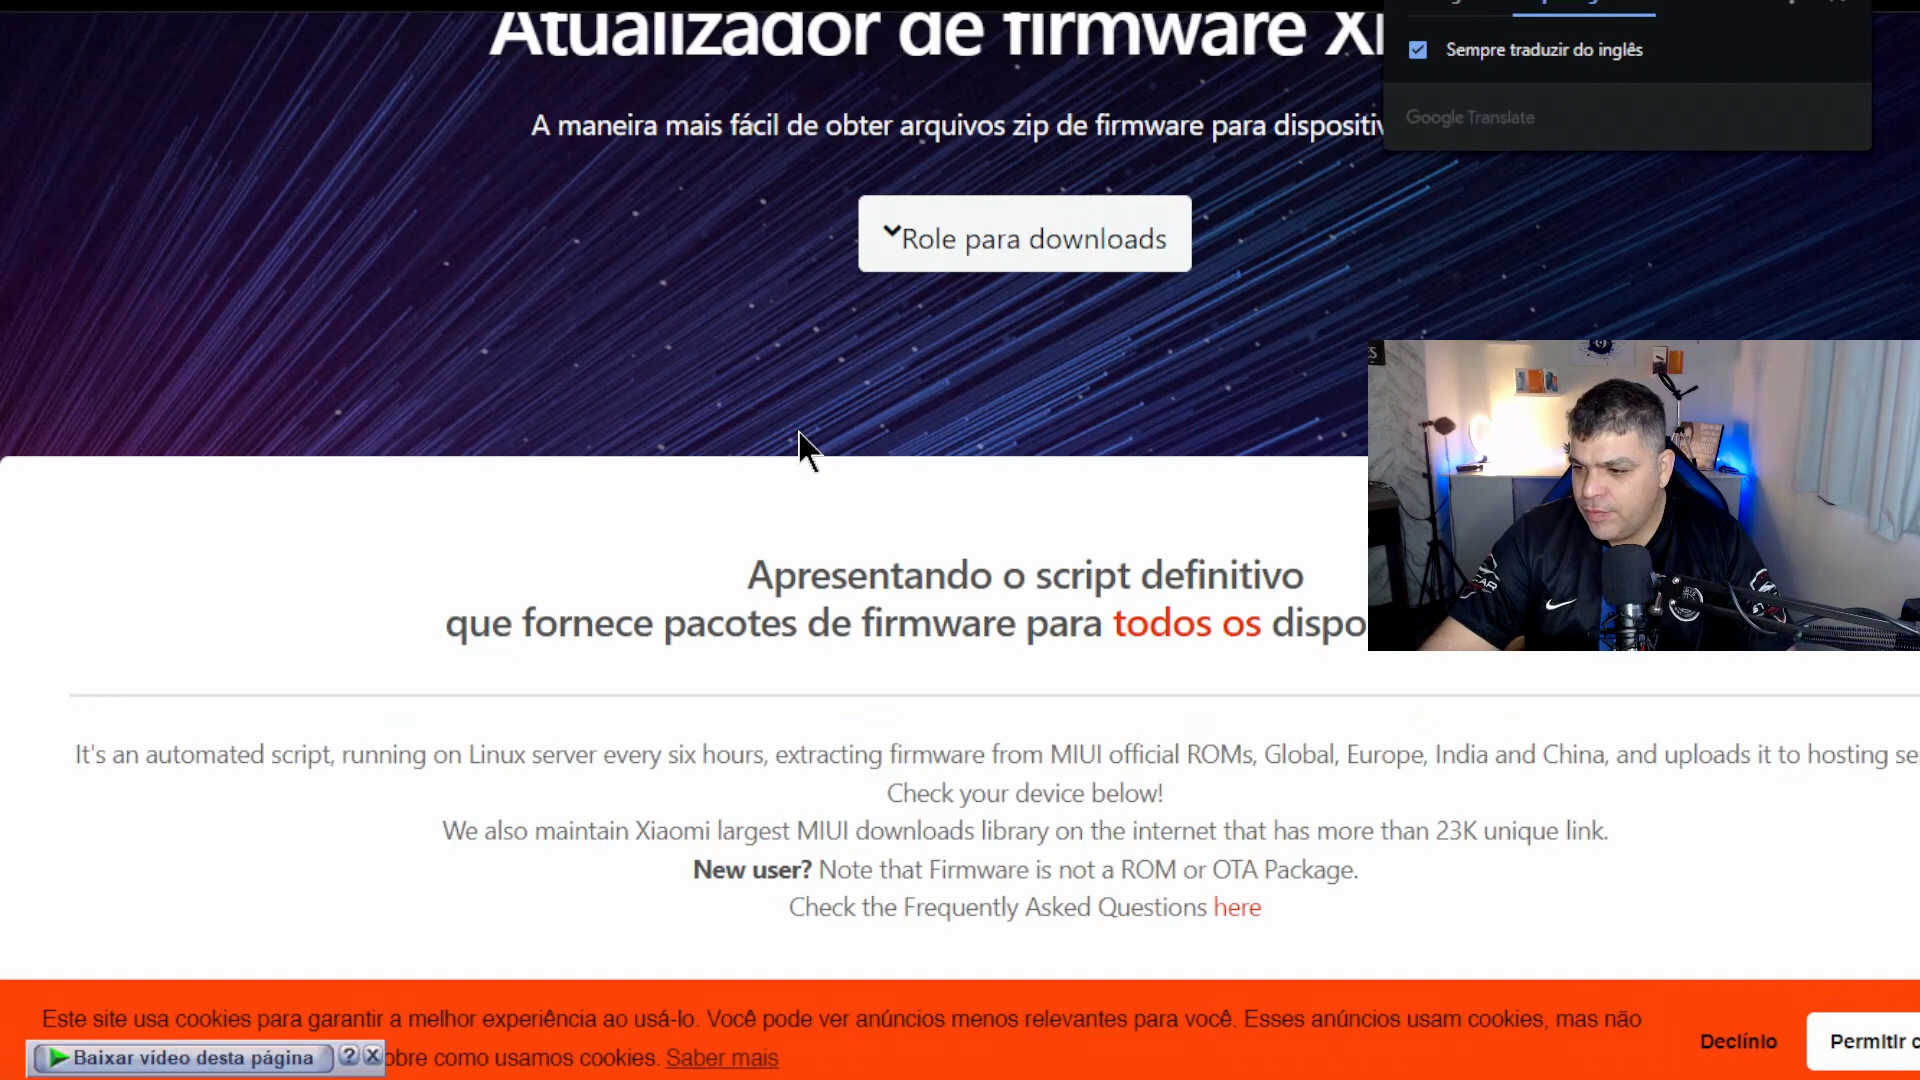 Atualizador de firmware Xi
Sempre traduzir do inglês
Google Translate
A maneira mais fácil de obter arquivos zip de firmware para dispositiv
Role para downloads
Apresentando o script definitivo
que fornece pacotes de firmware para todos os dispo
It's an automated script, running on Linux server every six hours, extracting firmware from MIUI official ROMs, Global, Europe, India and China, and uploads it to hosting se
Check your device below!
We also maintain Xiaomi largest MIUI downloads library on the internet that has more than 23K unique link.
New user? Note that Firmware is not a ROM or OTA Package.
Check the Frequently Asked Questions here
Este site usa cookies para garantir a melhor experiência ao usá-lo. Você pode ver anúncios menos relevantes para você. Esses anúncios usam cookies, mas não
obre como usamos cookies. Saber mais
Declínio
Permitir c
Baixar vídeo desta página ? X